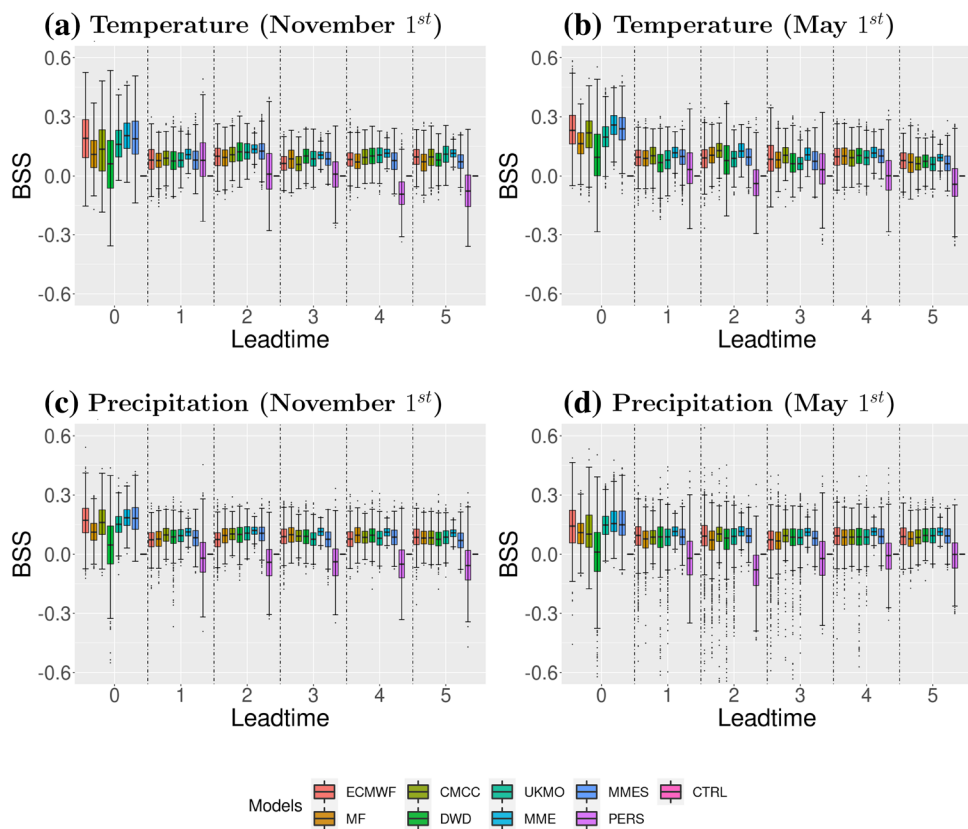 (a) Temperature (November 1st)
(b) Temperature (May 1st)
BSS
0.6
0.3
0.0
-0.3
-0.6
0 1 2 3 4 5
Leadtime
BSS
0.6
0.3
0.0
-0.3
-0.6
0 1 2 3 4 5
Leadtime
(c) Precipitation (November 1st)
(d) Precipitation (May 1st)
BSS
0.6
0.3
0.0
-0.3
-0.6
0 1 2 3 4 5
Leadtime
BSS
0.6
0.3
0.0
-0.3
-0.6
0 1 2 3 4 5
Leadtime
Models
ECMWF CMCC UKMO MMES CTRL
MF DWD MME PERS